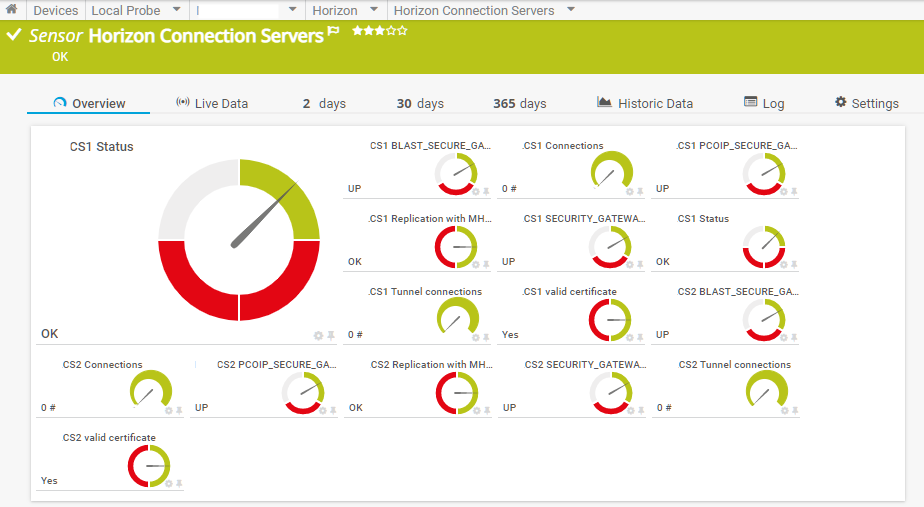 Devices Local Probe Horizon Horizon Connection Servers
Sensor Horizon Connection Servers
OK
Overview Live Data 2 days 30 days 365 days Historic Data Log Settings
CS1 Status
OK
CS1 BLAST_SECURE_GA...
UP
.CS1 Connections
0 #
.CS1 PCOIP_SECURE_GA...
UP
.CS1 Replication with MH...
OK
CS1 SECURITY_GATEWA...
UP
CS1 Status
OK
.CS1 Tunnel connections
0 #
.CS1 valid certificate
Yes
CS2 BLAST_SECURE_GA...
UP
CS2 Connections
0 #
CS2 PCOIP_SECURE_GA...
UP
CS2 Replication with MH...
OK
CS2 SECURITY_GATEWA...
UP
CS2 Tunnel connections
0 #
CS2 valid certificate
Yes